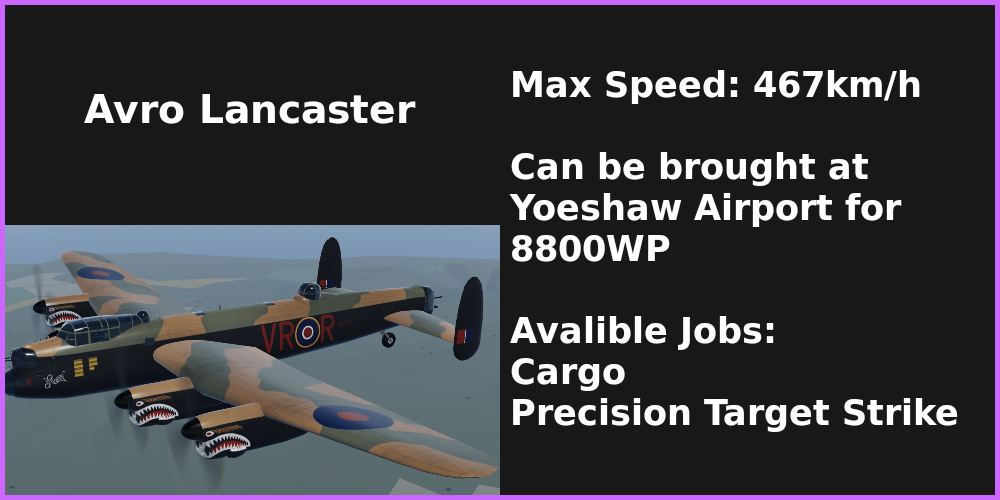 Avro Lancaster
Max Speed: 467km/h
Can be brought at
Yoeshaw Airport for
8800WP
Avalible Jobs:
Cargo
Precision Target Strike
VR R